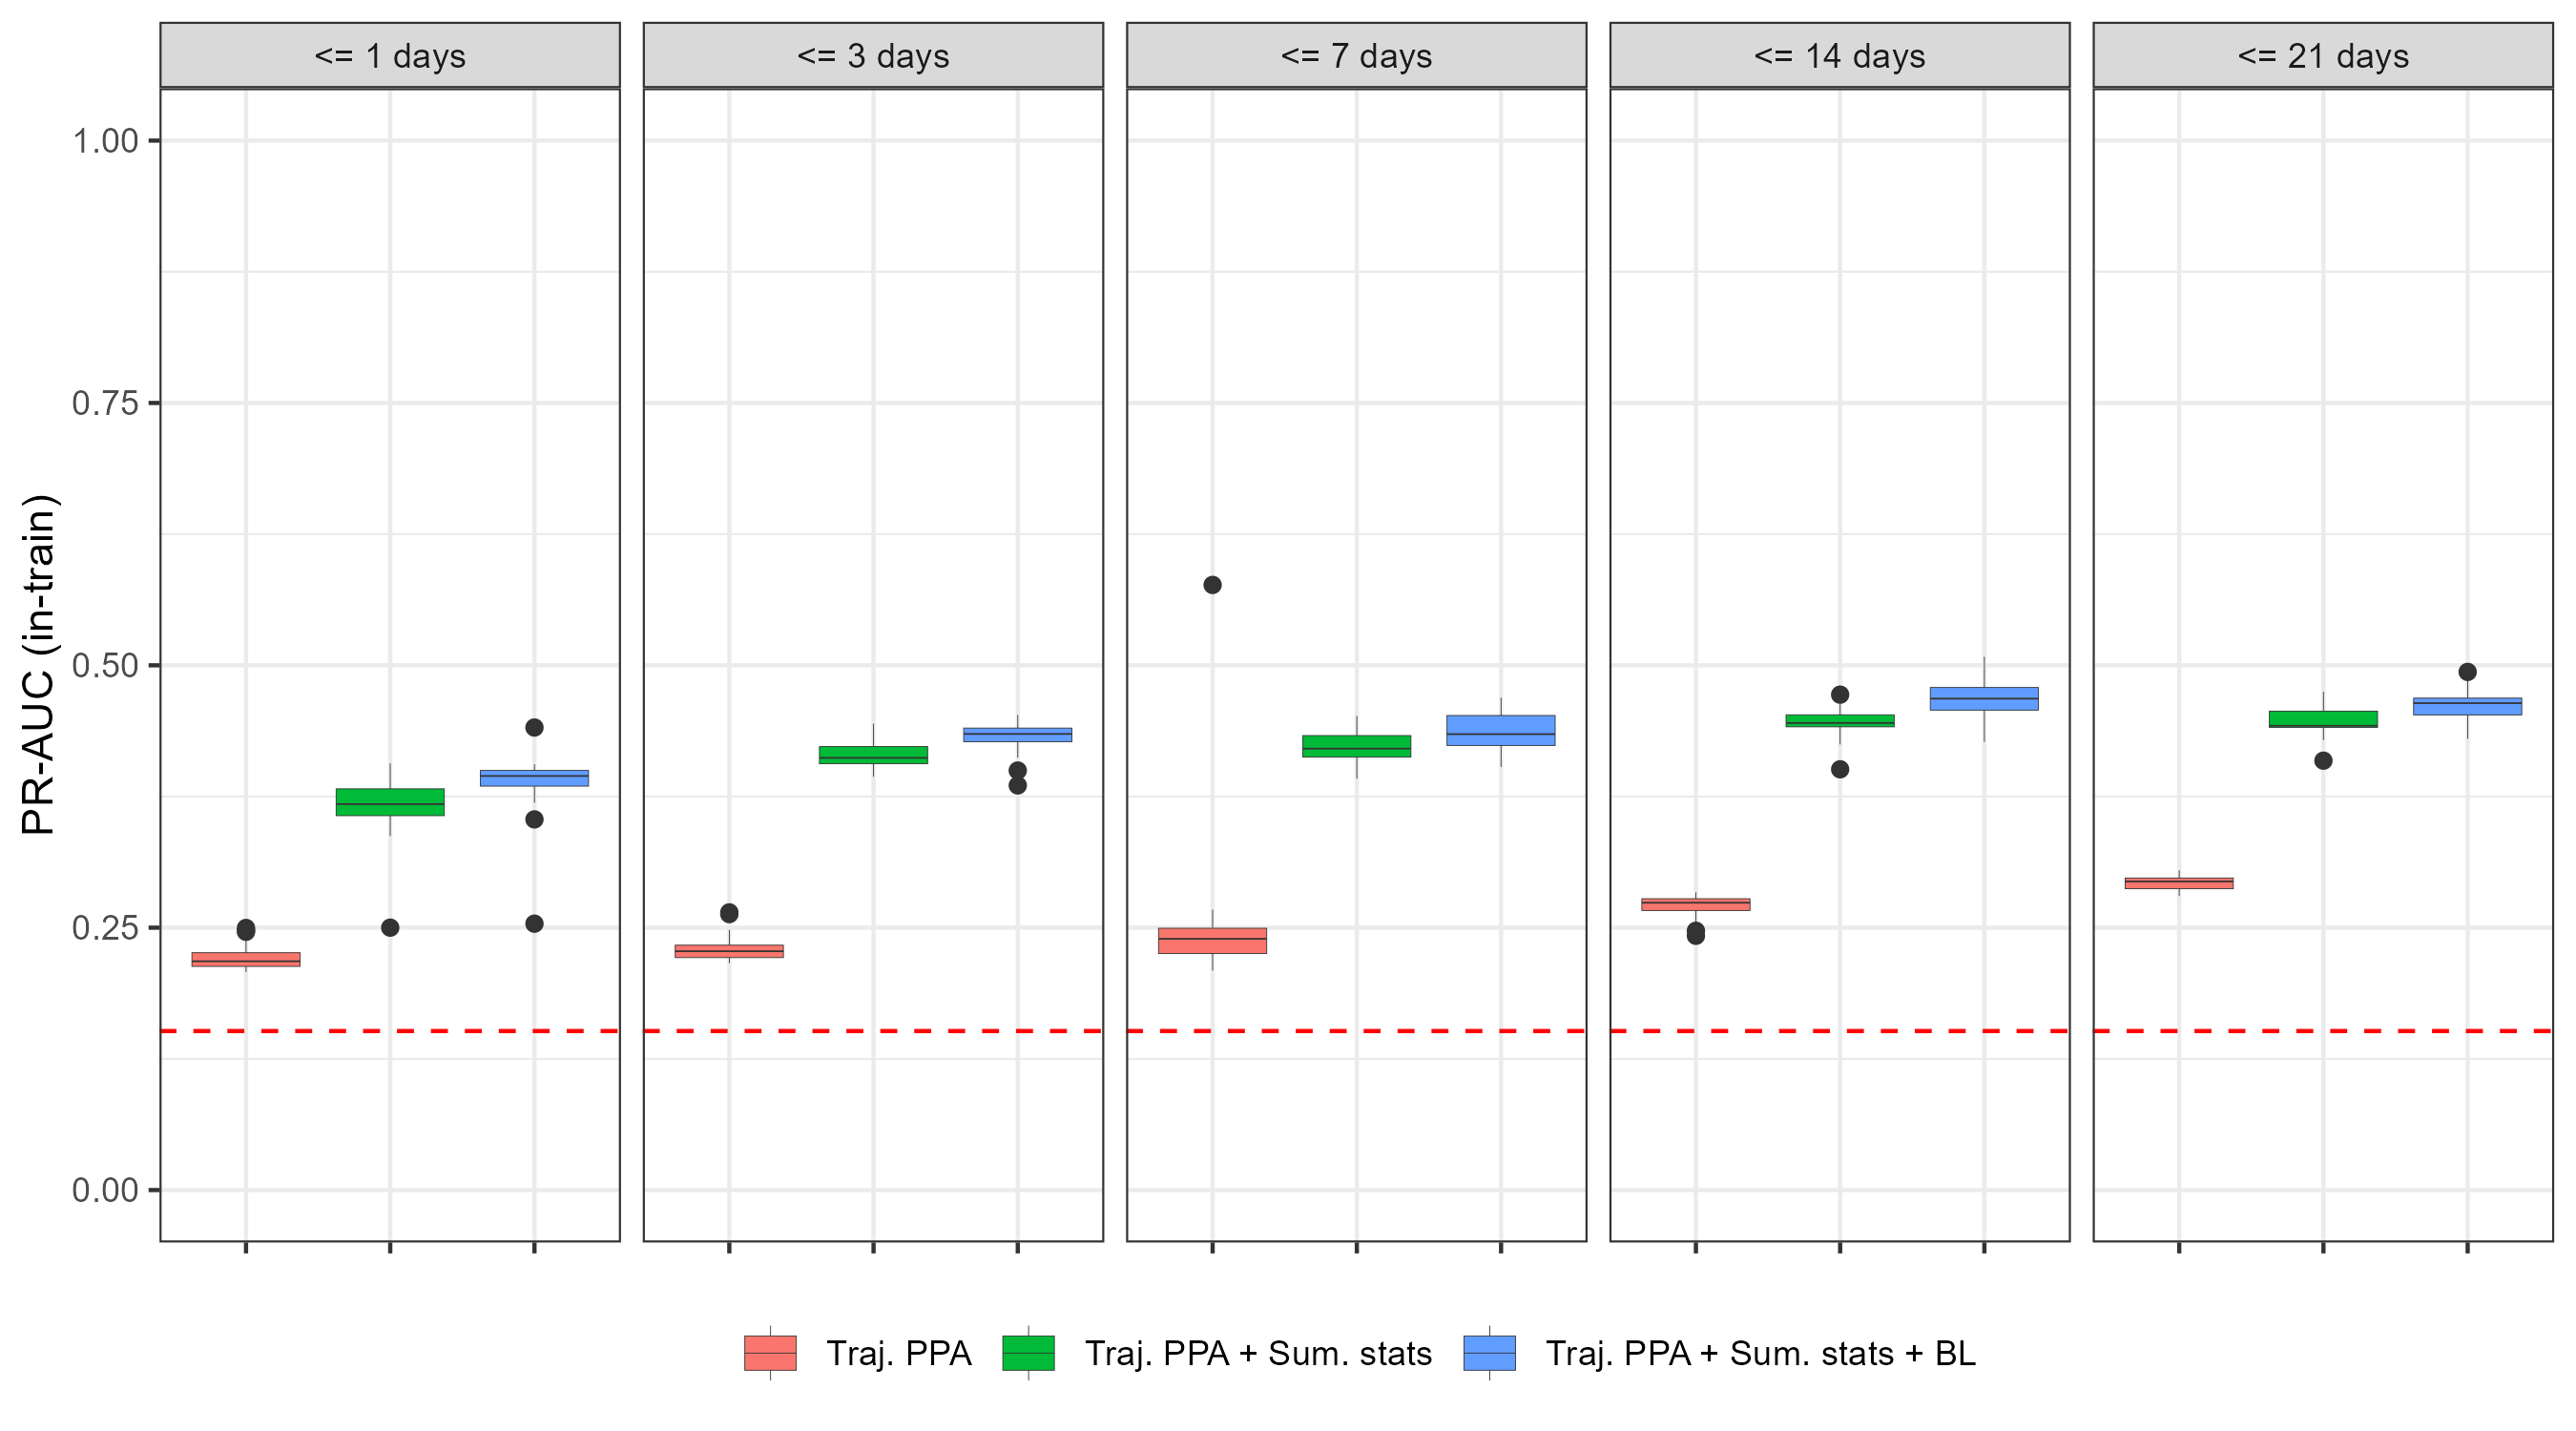 <= 1 days
<= 3 days
<= 7 days
<= 14 days
<= 21 days
1.00
0.75
0.50
0.25
0.00
PR-AUC (in-train)
Traj. PPA
Traj. PPA + Sum. stats
Traj. PPA + Sum. stats + BL